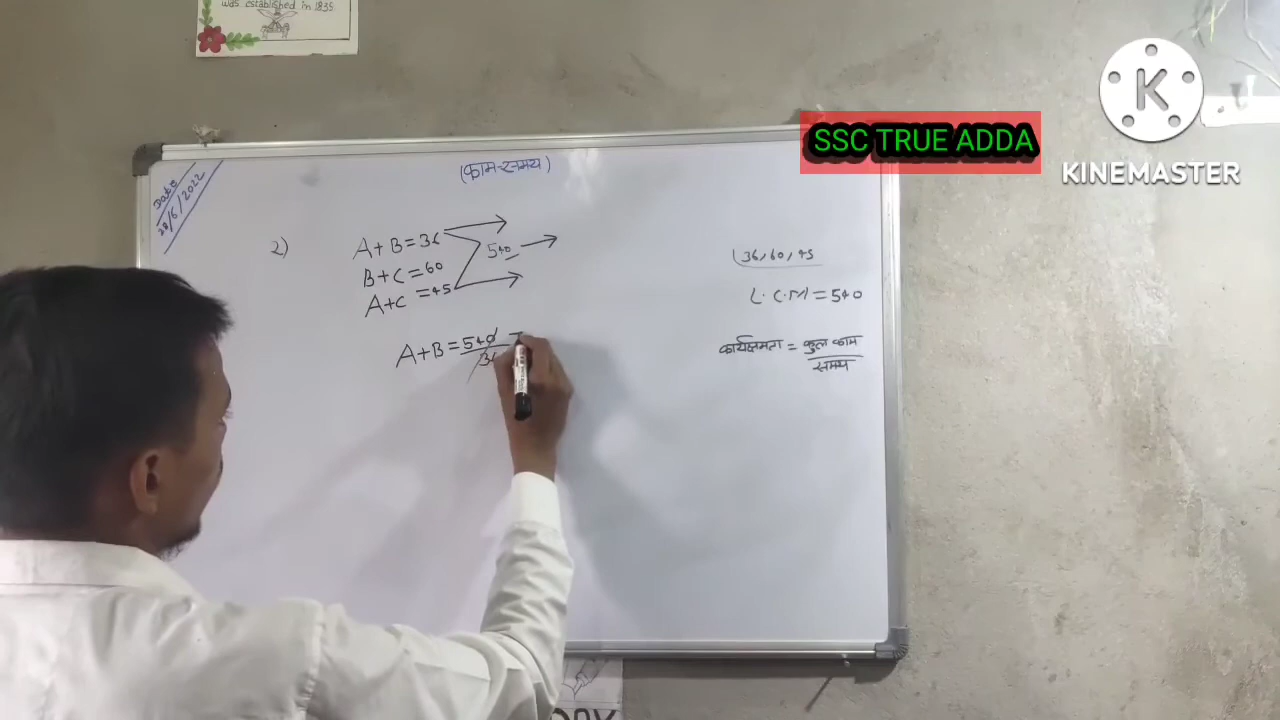 was established in 1835
SSC TRUE ADDA
KINEMASTER
Date
28/6/2022
(काम-समय)
२)
A+B=36
B+C=60
A+C=45
540
(36,60,45
L.C.M=540
A+B=540/36 =
कार्यक्षमता = कुल काम
समय